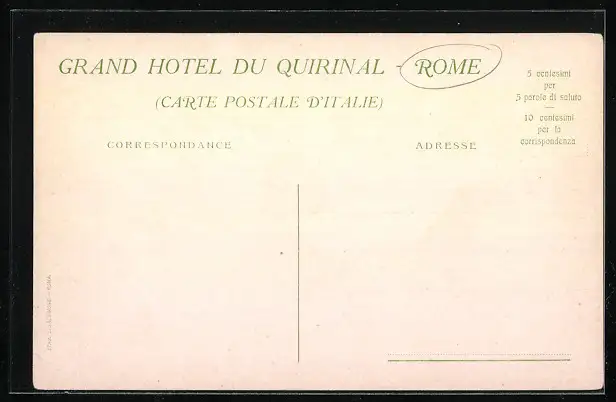 GRAND HOTEL DU QUIRINAL - ROME
(CARTE POSTALE D'ITALIE)
CORRESPONDANCE
ADRESSE
5 centesimi
per
5 parole di saluto
10 centesimi
per la
corrispondenza